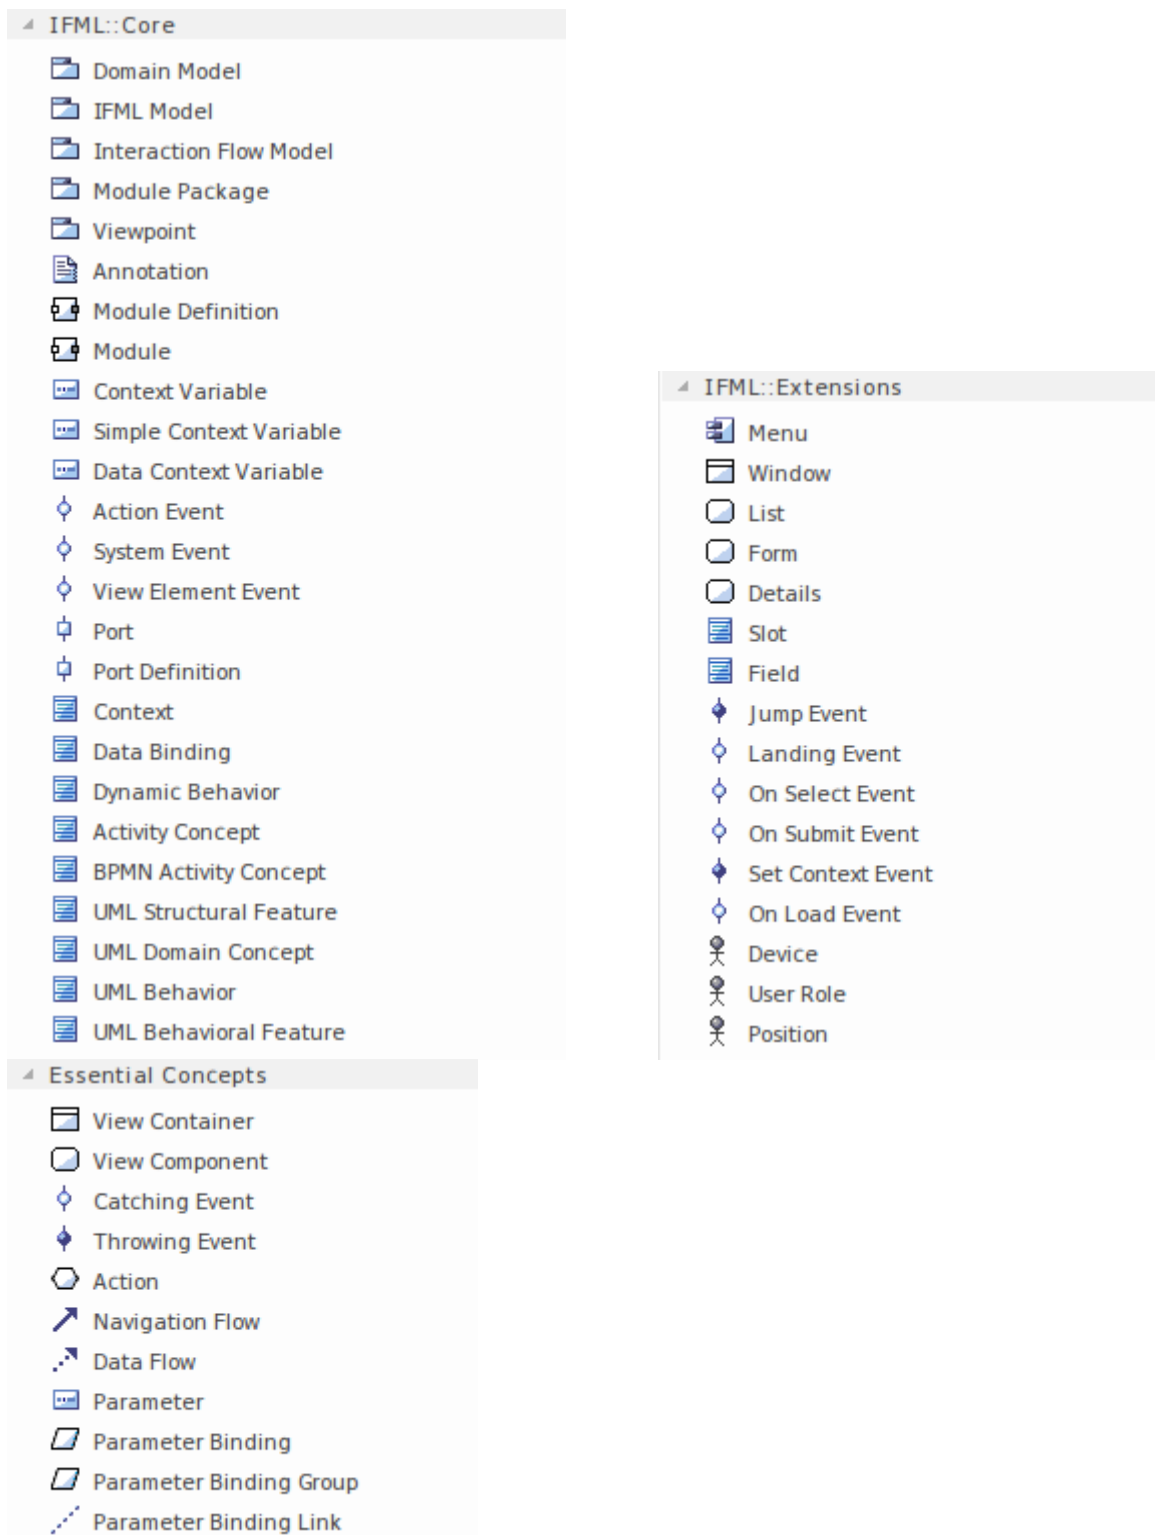 IFML::Core
Domain Model
IFML Model
Interaction Flow Model
Module Package
Viewpoint
Annotation
Module Definition
Module
Context Variable
Simple Context Variable
Data Context Variable
Action Event
System Event
View Element Event
Port
Port Definition
Context
Data Binding
Dynamic Behavior
Activity Concept
BPMN Activity Concept
UML Structural Feature
UML Domain Concept
UML Behavior
UML Behavioral Feature
IFML::Extensions
Menu
Window
List
Form
Details
Slot
Field
Jump Event
Landing Event
On Select Event
On Submit Event
Set Context Event
On Load Event
Device
User Role
Position
Essential Concepts
View Container
View Component
Catching Event
Throwing Event
Action
Navigation Flow
Data Flow
Parameter
Parameter Binding
Parameter Binding Group
Parameter Binding Link